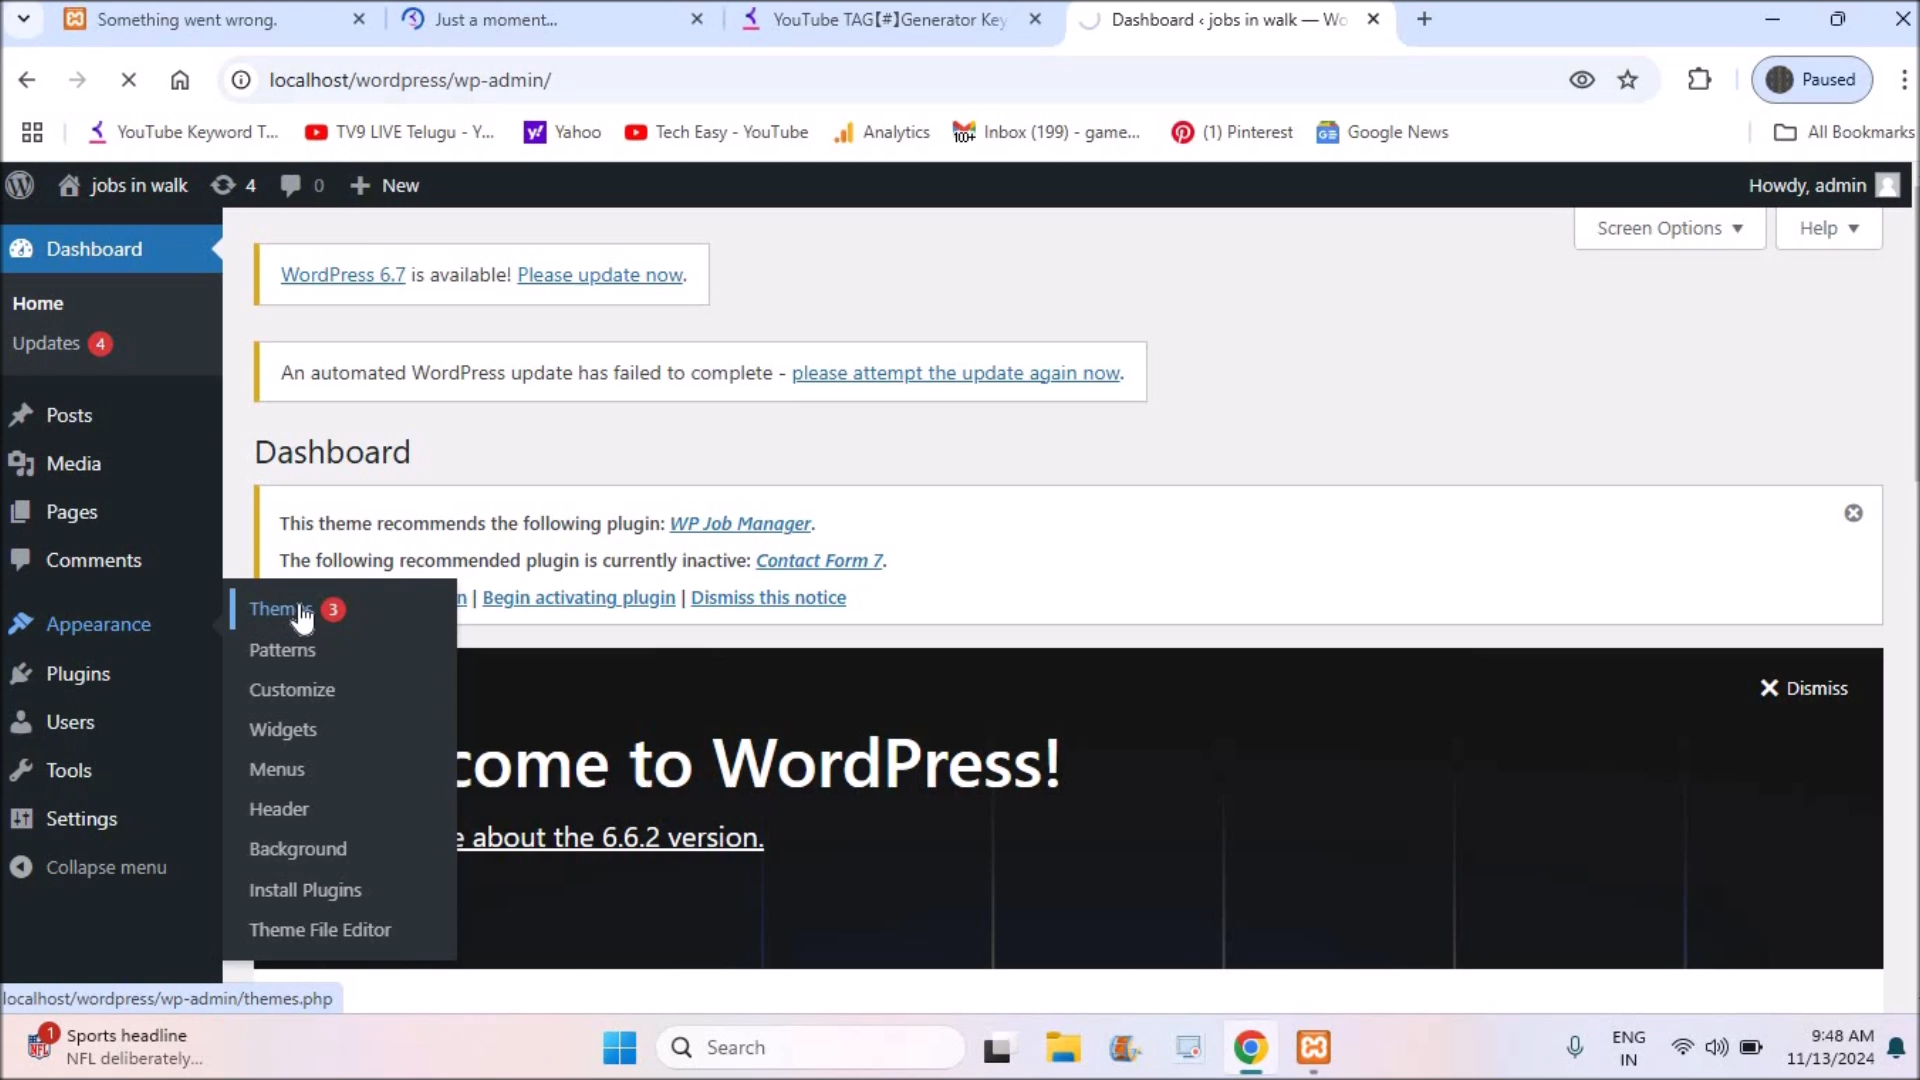 Something went wrong.
Just a moment...
YouTube TAG【#】Generator Key
Dashboard ‹ jobs in walk — Wo
localhost/wordpress/wp-admin/
Paused
YouTube Keyword T...
TV9 LIVE Telugu - Y...
Yahoo
Tech Easy - YouTube
Analytics
100+
Inbox (199) - game...
(1) Pinterest
Google News
All Bookmarks
jobs in walk
4
0
New
Howdy, admin
Screen Options
Help
Dashboard
Home
Updates 4
Posts
Media
Pages
Comments
Appearance
Plugins
Users
Tools
Settings
Collapse menu
Themes 3
Patterns
Customize
Widgets
Menus
Header
Background
Install Plugins
Theme File Editor
WordPress 6.7 is available! Please update now.
An automated WordPress update has failed to complete - please attempt the update again now.
Dashboard
This theme recommends the following plugin: WP Job Manager.
The following recommended plugin is currently inactive: Contact Form 7.
n | Begin activating plugin | Dismiss this notice
Dismiss
come to WordPress!
e about the 6.6.2 version.
localhost/wordpress/wp-admin/themes.php
1
Sports headline
NFL deliberately...
Search
ENG
IN
9:48 AM
11/13/2024